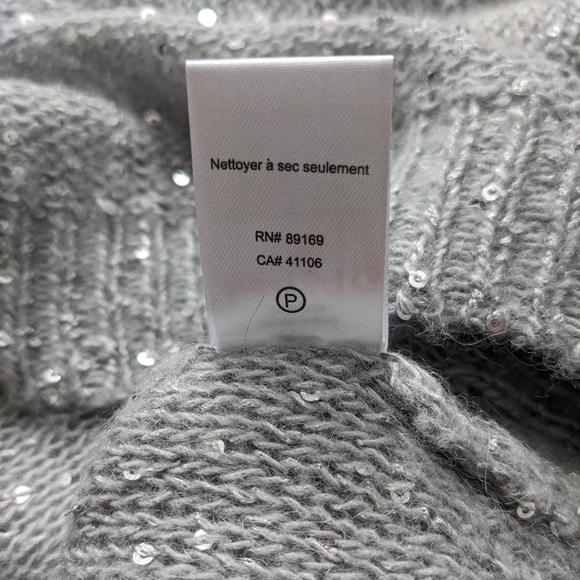 Nettoyer à sec seulement
RN# 89169
CA# 41106
P